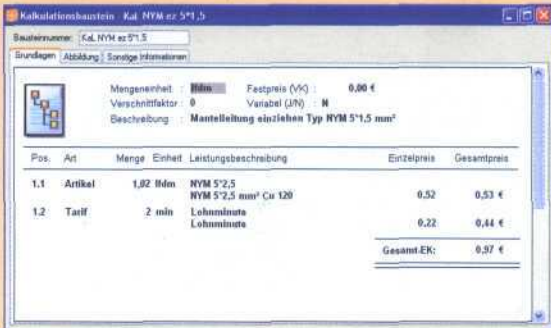 Kalkulationsbaustein - Kal. NYM ez 5*1,5
Bausteinnummer: Kal. NYM ez 5*1,5
Grundlagen Abbildung Sonstige Informationen
Mengeneinheit : lfdm Festpreis (VK) : 0,00 €
Verschnittfaktor : 0 Variabel (J/N) : N
Beschreibung : Mantelleitung einziehen Typ NYM 5*1,5 mm²
Pos. Art Menge Einheit Leistungsbeschreibung Einzelpreis Gesamtpreis
1.1 Artikel 1,02 lfdm NYM 5*2,5
NYM 5*2,5 mm² Cu 120 0.52 0,53 €
1.2 Tarif 2 min Lohnminute
Lohnminute 0.22 0,44 €
Gesamt-EK: 0,97 €